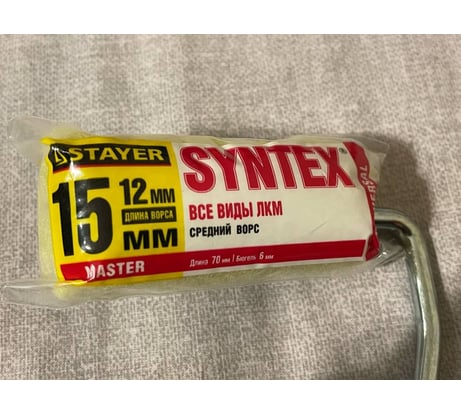 STAYER
SYNTEX®
15 мм
12 мм
ДЛИНА ВОРСА
ВСЕ ВИДЫ ЛКМ
СРЕДНИЙ ВОРС
MASTER
Длина 70 мм | Бюгель 6 мм